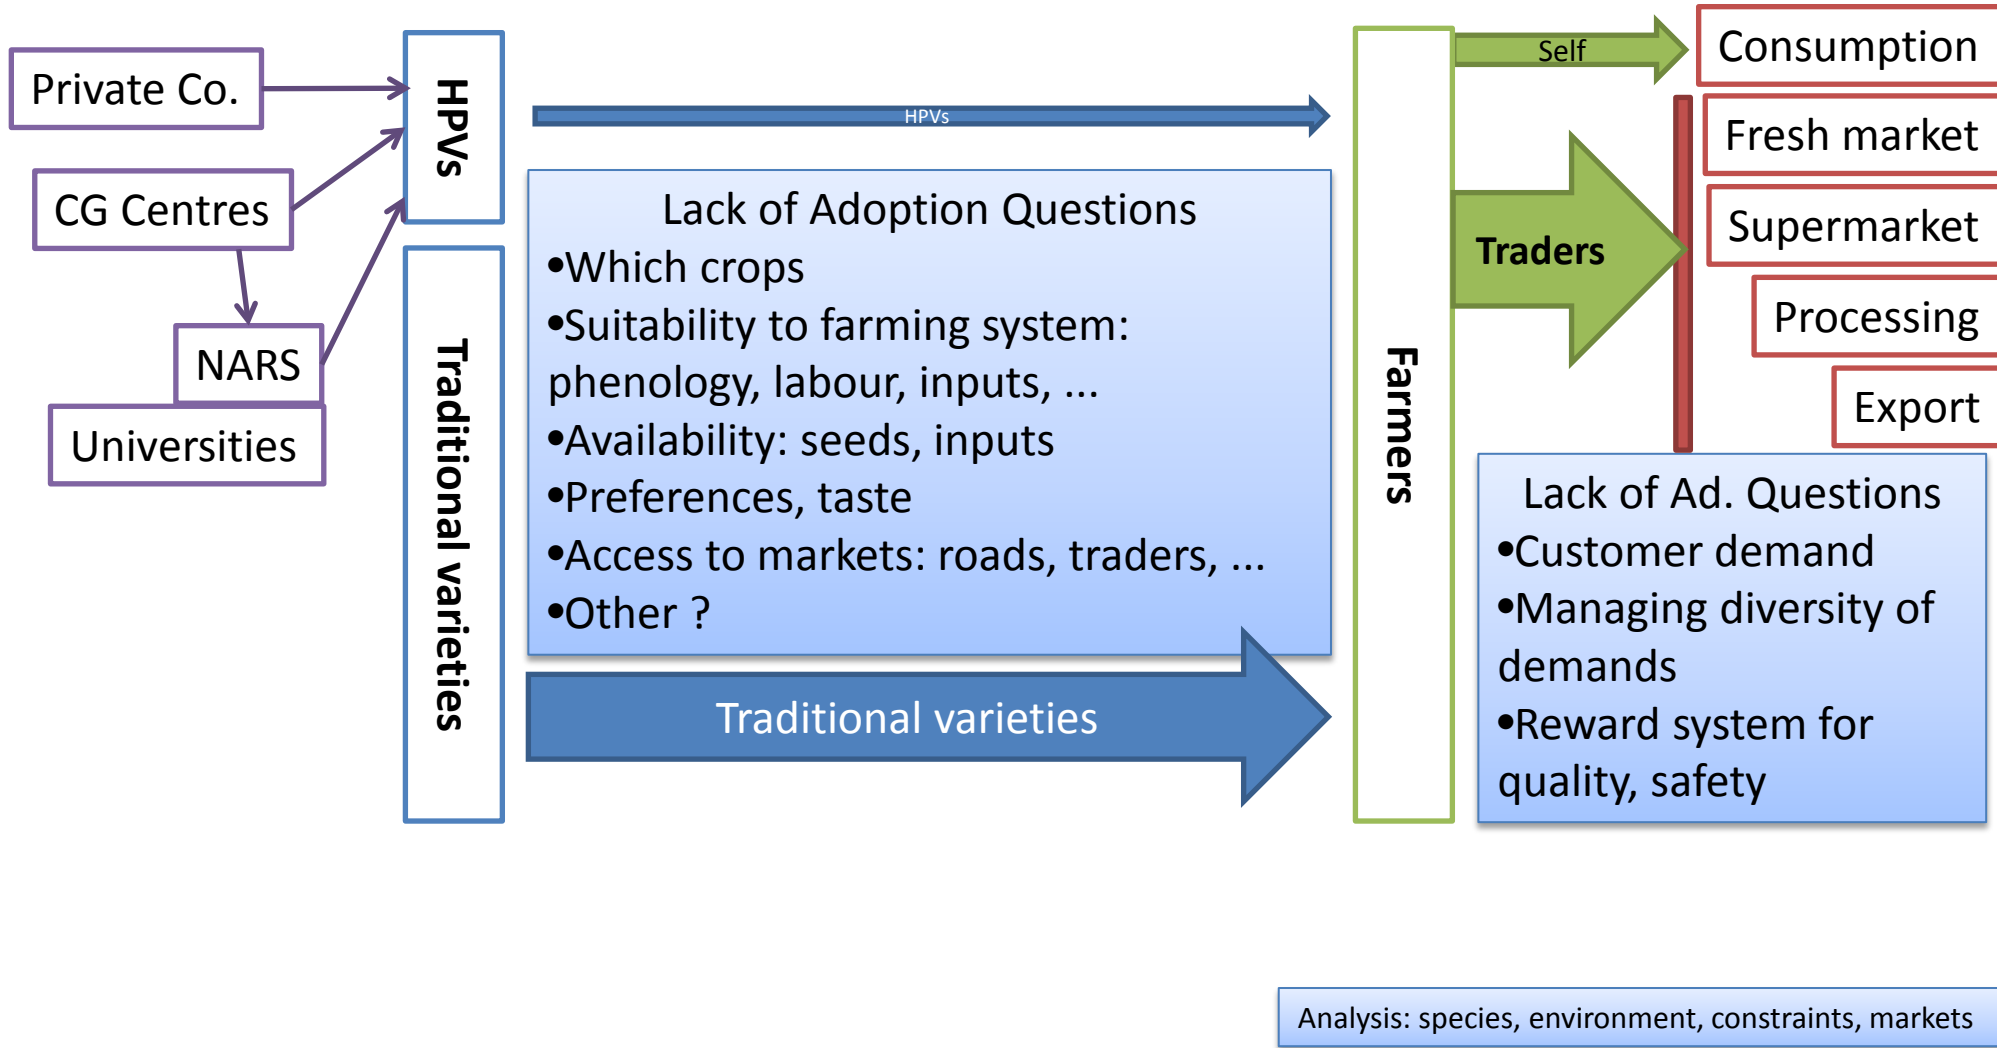 Private Co.
CG Centres
NARS
Universities
HPVs
Traditional varieties
HPVs
Lack of Adoption Questions
•Which crops
•Suitability to farming system:
phenology, labour, inputs, ...
•Availability: seeds, inputs
•Preferences, taste
•Access to markets: roads, traders, ...
•Other ?
Traditional varieties
Farmers
Self
Traders
Consumption
Fresh market
Supermarket
Processing
Export
Lack of Ad. Questions
•Customer demand
•Managing diversity of
demands
•Reward system for
quality, safety
Analysis: species, environment, constraints, markets